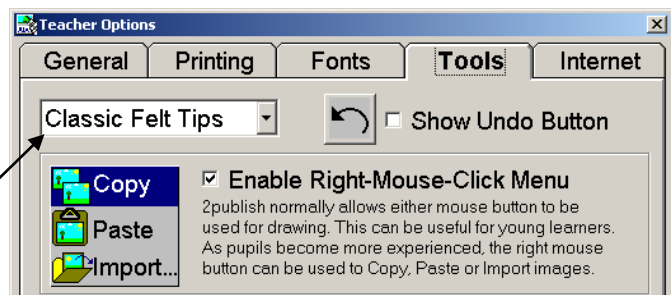 Teacher Options
General Printing Fonts Tools Internet
Classic Felt Tips Show Undo Button
Copy
Paste
Import...
Enable Right-Mouse-Click Menu
2publish normally allows either mouse button to be
used for drawing. This can be useful for young learners.
As pupils become more experienced, the right mouse
button can be used to Copy, Paste or Import images.